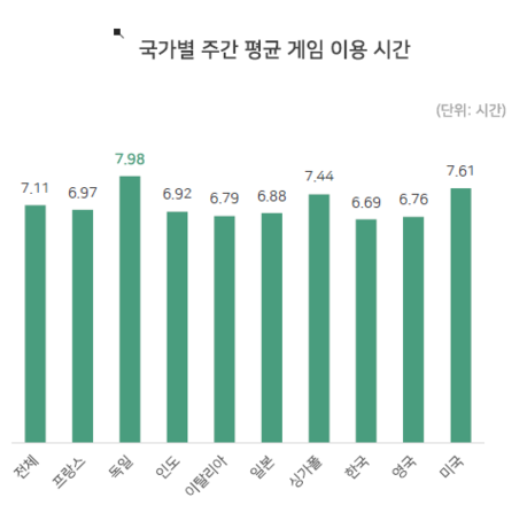 국가별 주간 평균 게임 이용 시간
(단위: 시간)
7.11 6.97 7.98 6.92 6.79 6.88 7.44 6.69 6.76 7.61
전체 프랑스 독일 인도 이탈리아 일본 싱가폴 한국 영국 미국